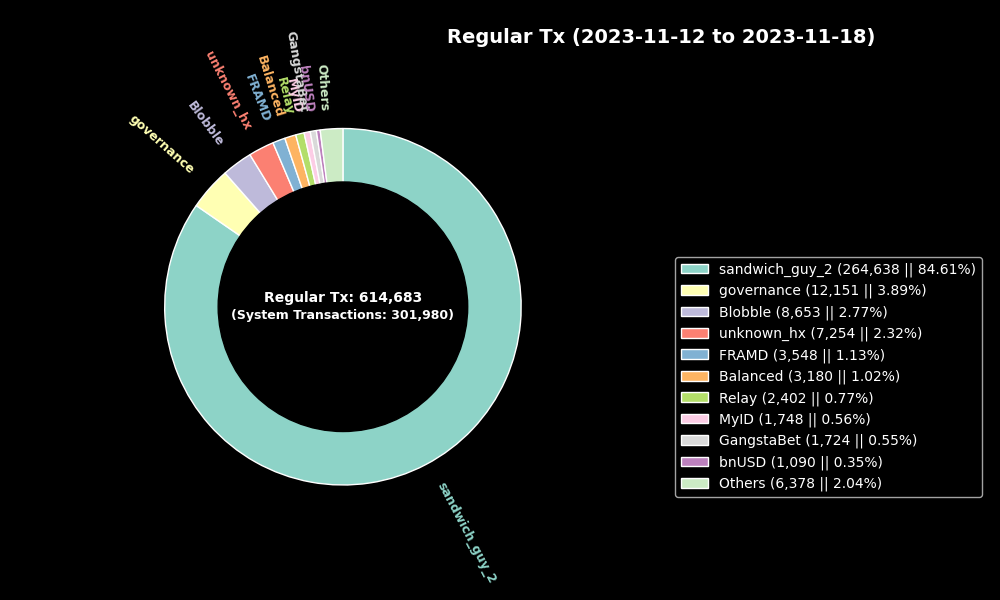 Regular Tx (2023-11-12 to 2023-11-18)
governance
Blobble
unknown_hx
FRAMD
Balanced
Relay
MyID
GangstaBet
bnUSD
Others
Regular Tx: 614,683
(System Transactions: 301,980)
sandwich_guy_2
sandwich_guy_2 (264,638 || 84.61%)
governance (12,151 || 3.89%)
Blobble (8,653 || 2.77%)
unknown_hx (7,254 || 2.32%)
FRAMD (3,548 || 1.13%)
Balanced (3,180 || 1.02%)
Relay (2,402 || 0.77%)
MyID (1,748 || 0.56%)
GangstaBet (1,724 || 0.55%)
bnUSD (1,090 || 0.35%)
Others (6,378 || 2.04%)